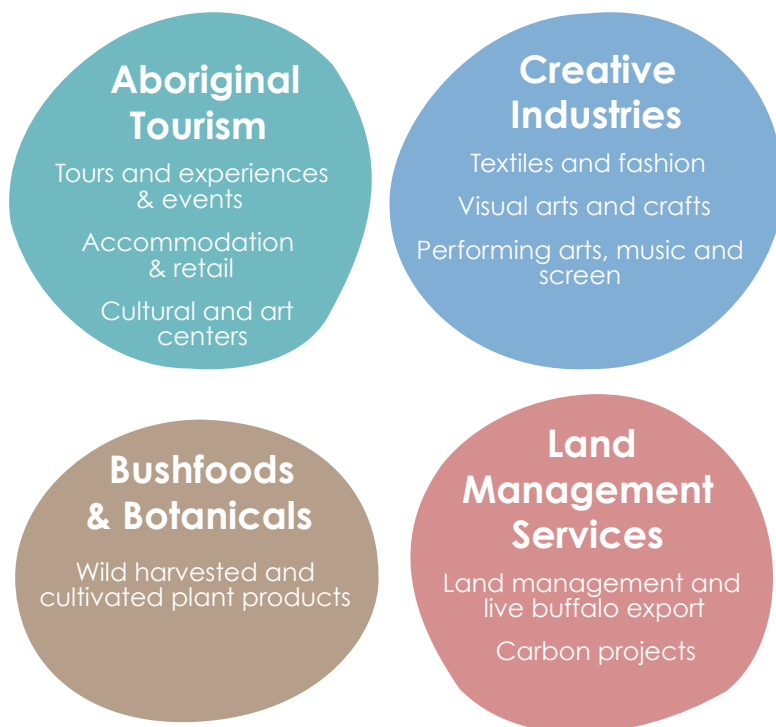 Aboriginal
Tourism
Tours and experiences
& events
Accommodation
& retail
Cultural and art
centers
Creative
Industries
Textiles and fashion
Visual arts and crafts
Performing arts, music and
screen
Bushfoods
& Botanicals
Wild harvested and
cultivated plant products
Land
Management
Services
Land management and
live buffalo export
Carbon projects